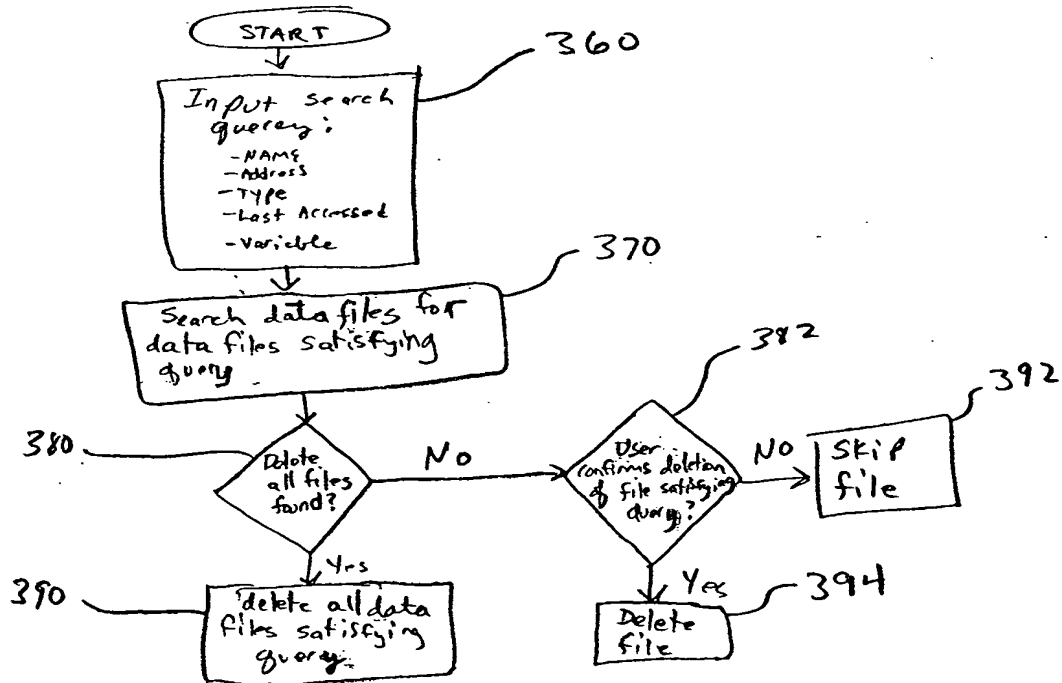 START
360
Input search
querey:
-NAME
-Address
-Type
-Last Accessed
-Variable
370
Search data files for
data files satisfying
query
380
Delete
all files
found?
No
382
User
confirms deletion
of file satisfying
query?
NO
392
Skip
file
Yes
390
delete all data
files satisfying
query.
Yes
394
Delete
file